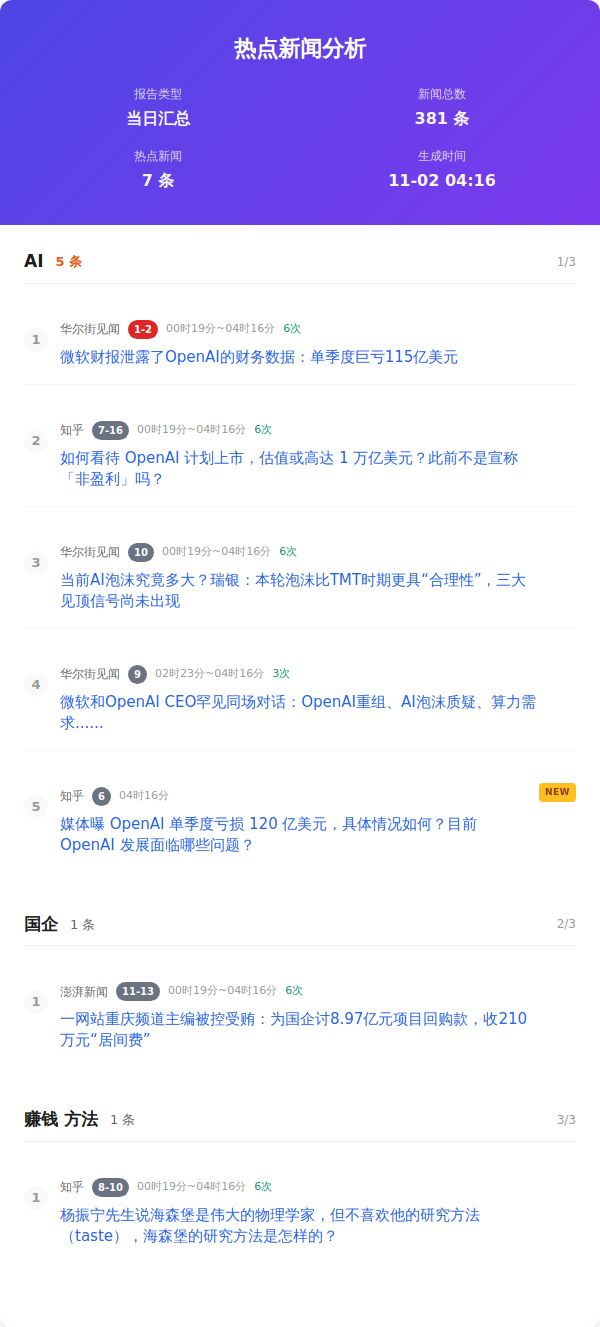 热点新闻分析
报告类型
新闻总数
当日汇总
381 条
热点新闻
生成时间
7 条
11-02 04:16
AI 5 条 1/3
1
华尔街见闻 1-2 00时19分~04时16分 6次
微软财报泄露了OpenAI的财务数据：单季度巨亏115亿美元
2
知乎 7-16 00时19分~04时16分 6次
如何看待 OpenAI 计划上市，估值或高达 1 万亿美元？此前不是宣称
「非盈利」吗？
3
华尔街见闻 10 00时19分~04时16分 6次
当前AI泡沫究竟多大？瑞银：本轮泡沫比TMT时期更具“合理性”，三大
见顶信号尚未出现
4
华尔街见闻 9 02时23分~04时16分 3次
微软和OpenAI CEO罕见同场对话：OpenAI重组、AI泡沫质疑、算力需
求……
5
知乎 6 04时16分 NEW
媒体曝 OpenAI 单季度亏损 120 亿美元，具体情况如何？目前
OpenAI 发展面临哪些问题？
国企 1 条 2/3
1
澎湃新闻 11-13 00时19分~04时16分 6次
一网站重庆频道主编被控受贿：为国企讨8.97亿元项目回购款，收210
万元“居间费”
赚钱 方法 1 条 3/3
1
知乎 8-10 00时19分~04时16分 6次
杨振宁先生说海森堡是伟大的物理学家，但不喜欢他的研究方法
（taste），海森堡的研究方法是怎样的？